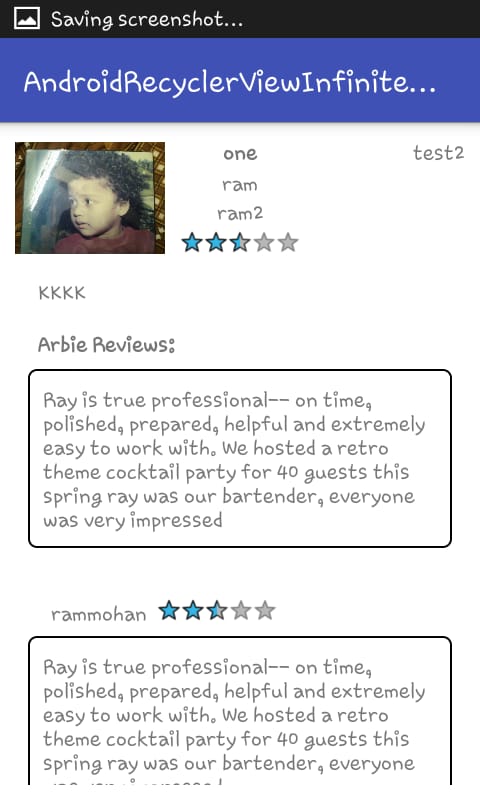 Saving screenshot...
AndroidRecyclerViewInfinite...
one
test2
ram
ram2
KKKK
Arbie Reviews:
Ray is true professional-- on time,
polished, prepared, helpful and extremely
easy to work with. We hosted a retro
theme cocktail party for 40 guests this
spring ray was our bartender, everyone
was very impressed
rammohan
Ray is true professional-- on time,
polished, prepared, helpful and extremely
easy to work with. We hosted a retro
theme cocktail party for 40 guests this
spring ray was our bartender, everyone